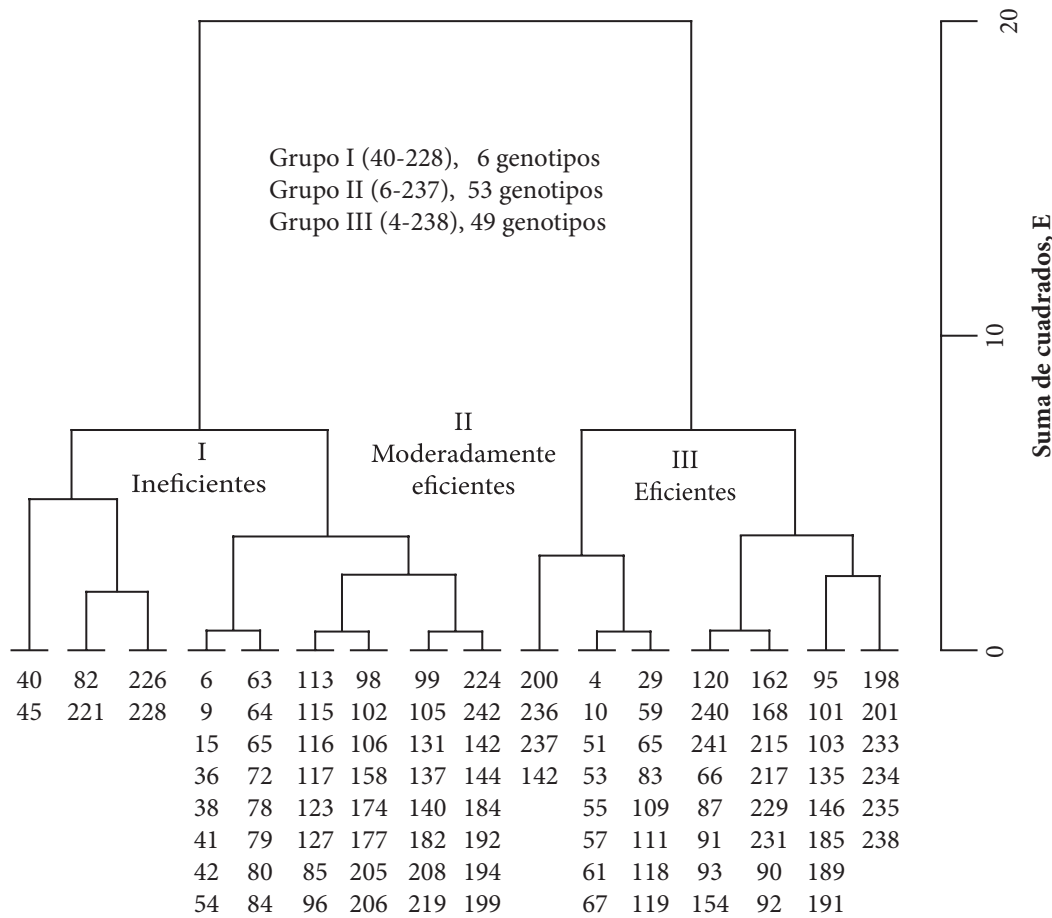 20
Grupo I (40-228), 6 genotipos
Grupo II (6-237), 53 genotipos
Grupo III (4-238), 49 genotipos
10
Suma de cuadrados, E
II
Moderadamente
eficientes
I
Ineficientes
III
Eficientes
0
40 82 226 6 63 113 98 99 224 200 4 29 120 162 95 198
45 221 228 9 64 115 102 105 242 236 10 59 240 168 101 201
15 65 116 106 131 142 237 51 65 241 215 103 233
36 72 117 158 137 144 142 53 83 66 217 135 234
38 78 123 174 140 184 55 109 87 229 146 235
41 79 127 177 182 192 57 111 91 231 185 238
42 80 85 205 208 194 61 118 93 90 189
54 84 96 206 219 199 67 119 154 92 191